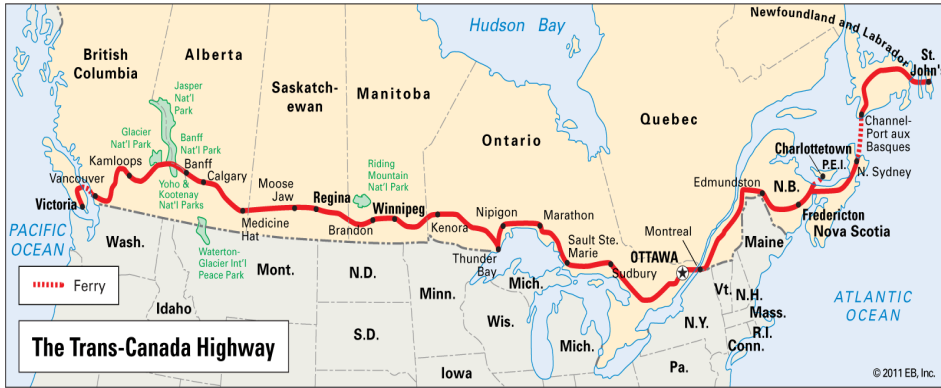 Hudson Bay
Newfoundland and Labrador
St.
John's
British
Columbia
Alberta
Saskatch-
ewan
Manitoba
Ontario
Quebec
Jasper
Nat'l
Park
Glacier
Nat'l Park
Banff
Nat'l Park
Kamloops
Banff
Calgary
Yoho &
Kootenay
Nat'l Parks
Vancouver
Victoria
Riding
Mountain
Nat'l Park
Moose
Jaw
Regina
Winnipeg
Medicine
Hat
Brandon
Kenora
Nipigon
Marathon
Thunder
Bay
Sault Ste.
Marie
Sudbury
OTTAWA
Montreal
Edmundston
N.B.
Charlottetown
P.E.I.
Channel-
Port aux
Basques
N. Sydney
Fredericton
Nova Scotia
PACIFIC
OCEAN
Wash.
Waterton-
Glacier Int'l
Peace Park
Mont.
N.D.
Minn.
Mich.
Maine
Vt.
N.H.
Ferry
Idaho
S.D.
Wis.
Mich.
N.Y.
Mass.
R.I.
Conn.
ATLANTIC
OCEAN
The Trans-Canada Highway
Iowa
Pa.
© 2011 EB, Inc.